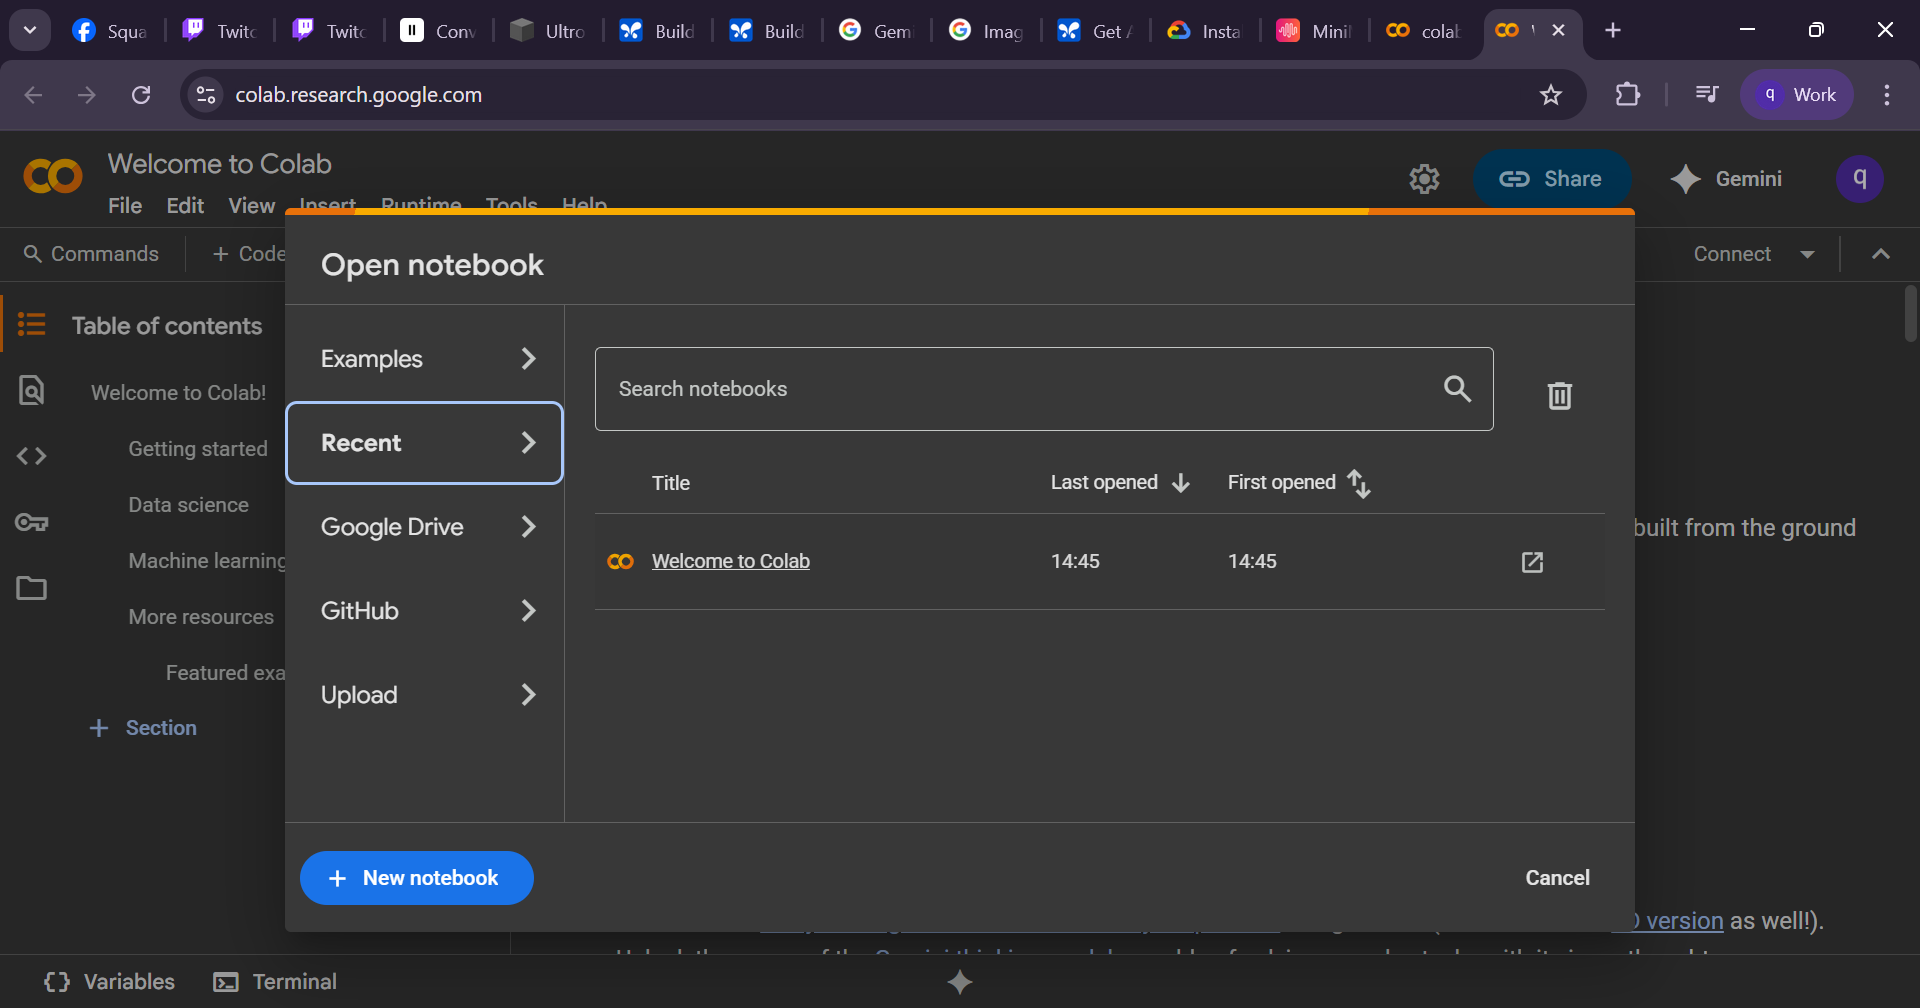 Squa
Twitc
Twitc
Conv
Ultro
Build
Build
Gemi
Imag
Get A
Insta
Mini
colab
colab.research.google.com
q Work
Welcome to Colab
File Edit View Insert Runtime Tools Help
Share
Gemini
q
Commands
+ Code
Connect
Open notebook
Table of contents
Welcome to Colab!
Getting started
Data science
Machine learning
More resources
Featured exa
+ Section
Examples
Recent
Google Drive
GitHub
Upload
Search notebooks
Title Last opened First opened
Welcome to Colab 14:45 14:45
built from the ground
+ New notebook
Cancel
version as well!).
Variables
Terminal